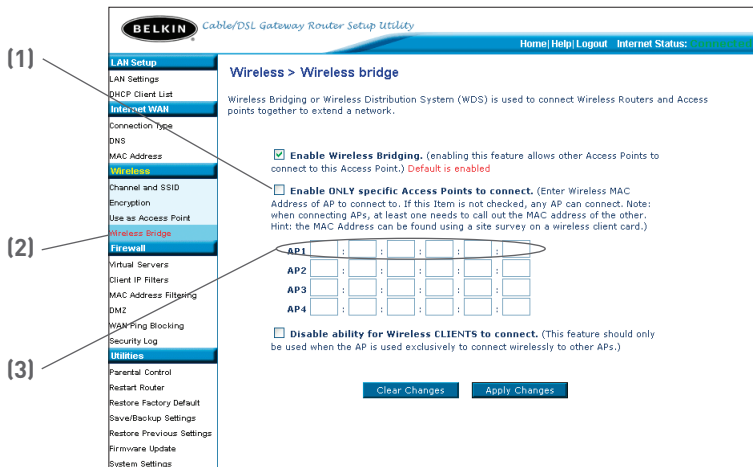 BELKIN Cable/DSL Gateway Router Setup Utility
Home|Help|Logout Internet Status:
(1)
LAN Setup
LAN Settings
DHCP Client List
Internet WAN
Connection Type
DNS
MAC Address
Wireless
Channel and SSID
Encryption
Use as Access Point
(2)
Wireless Bridge
Firewall
Virtual Servers
Client IP Filters
MAC Address Filtering
DMZ
WAN Ping Blocking
Security Log
(3)
Utilities
Parental Control
Restart Router
Restore Factory Default
Save/Backup Settings
Restore Previous Settings
Firmware Update
System Settings
Wireless > Wireless bridge
Wireless Bridging or Wireless Distribution System (WDS) is used to connect Wireless Routers and Access
points together to extend a network.
Enable Wireless Bridging. (enabling this feature allows other Access Points to
connect to this Access Point.) Default is enabled
Enable ONLY specific Access Points to connect. (Enter Wireless MAC
Address of AP to connect to. If this Item is not checked, any AP can connect. Note:
when connecting APs, at least one needs to call out the MAC address of the other.
Hint: the MAC Address can be found using a site survey on a wireless client card.)
AP1 : : : : :
AP2 : : : : :
AP3 : : : : :
AP4 : : : : :
Disable ability for Wireless CLIENTS to connect. (This feature should only
be used when the AP is used exclusively to connect wirelessly to other APs.)
Clear Changes Apply Changes